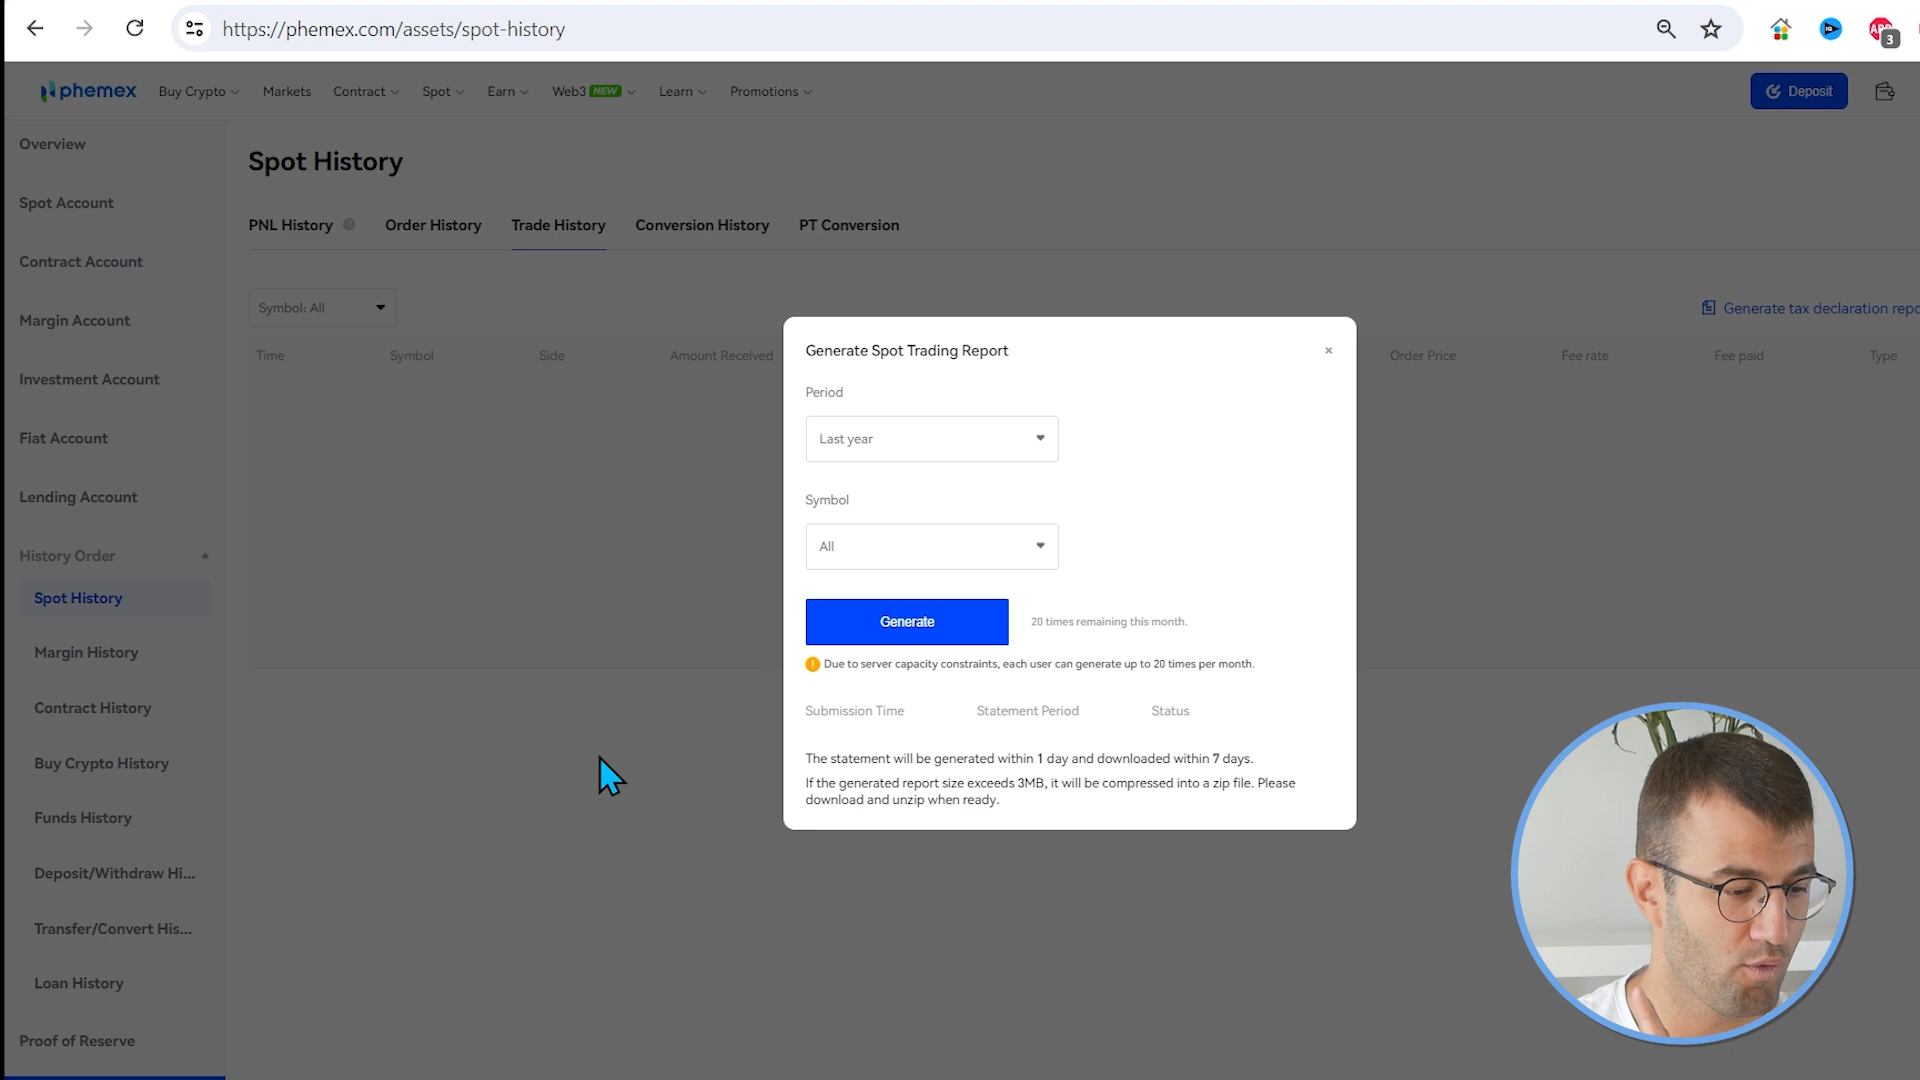 https://phemex.com/assets/spot-history
3
phemex
Buy Crypto
Markets
Contract
Spot
Earn
Web3 NEW
Learn
Promotions
Deposit
Overview
Spot Account
Contract Account
Margin Account
Investment Account
Fiat Account
Lending Account
History Order
Spot History
Margin History
Contract History
Buy Crypto History
Funds History
Deposit/Withdraw Hi...
Transfer/Convert His...
Loan History
Proof of Reserve
Spot History
PNL History
Order History
Trade History
Conversion History
PT Conversion
Symbol: All
Generate tax declaration repo
Time
Symbol
Side
Amount Received
Order Price
Fee rate
Fee paid
Type
Generate Spot Trading Report
Period
Last year
Symbol
All
Generate
20 times remaining this month.
Due to server capacity constraints, each user can generate up to 20 times per month.
Submission Time
Statement Period
Status
The statement will be generated within 1 day and downloaded within 7 days.
If the generated report size exceeds 3MB, it will be compressed into a zip file. Please
download and unzip when ready.